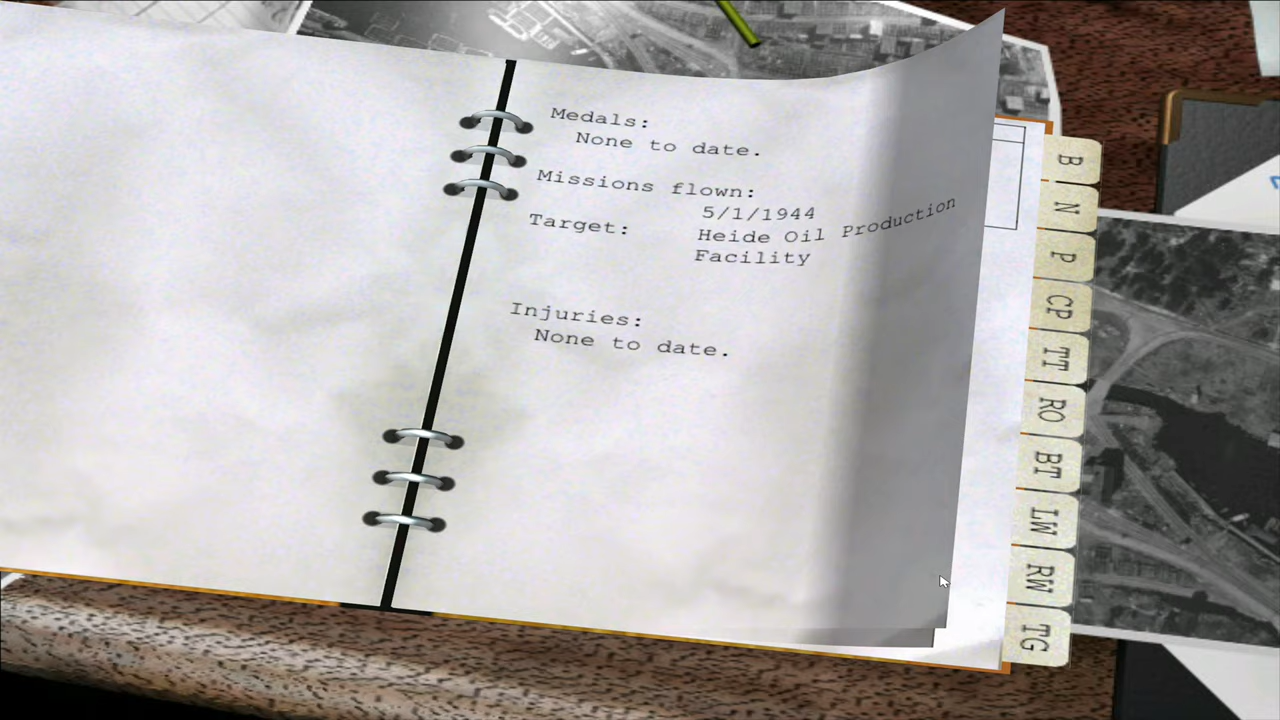 Medals:
None to date.
Missions flown:
5/1/1944
Target: Heide Oil Production
Facility
Injuries:
None to date.
B
N
P
CP
TT
RO
BT
LW
RW
TG